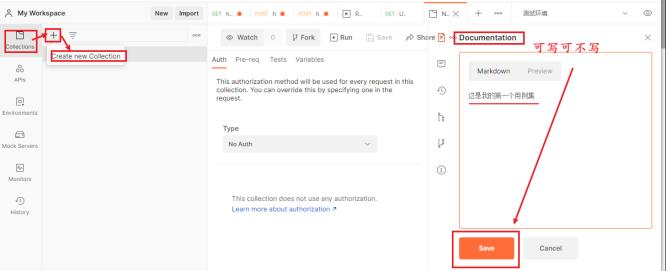 My Workspace
New
Import
GET h..
POST h
POST h
R..
GET U..
N..
测试环境
Collections
APIs
Environments
Mock Servers
Monitors
History
Create new Collection
Watch
0
Fork
Run
Save
Share
Auth
Pre-req.
Tests
Variables
This authorization method will be used for every request in this
collection. You can override this by specifying one in the
request.
Type
No Auth
This collection does not use any authorization.
Learn more about authorization ↗
Documentation
可写可不写
Markdown
Preview
这是我的第一个用例集
Save
Cancel